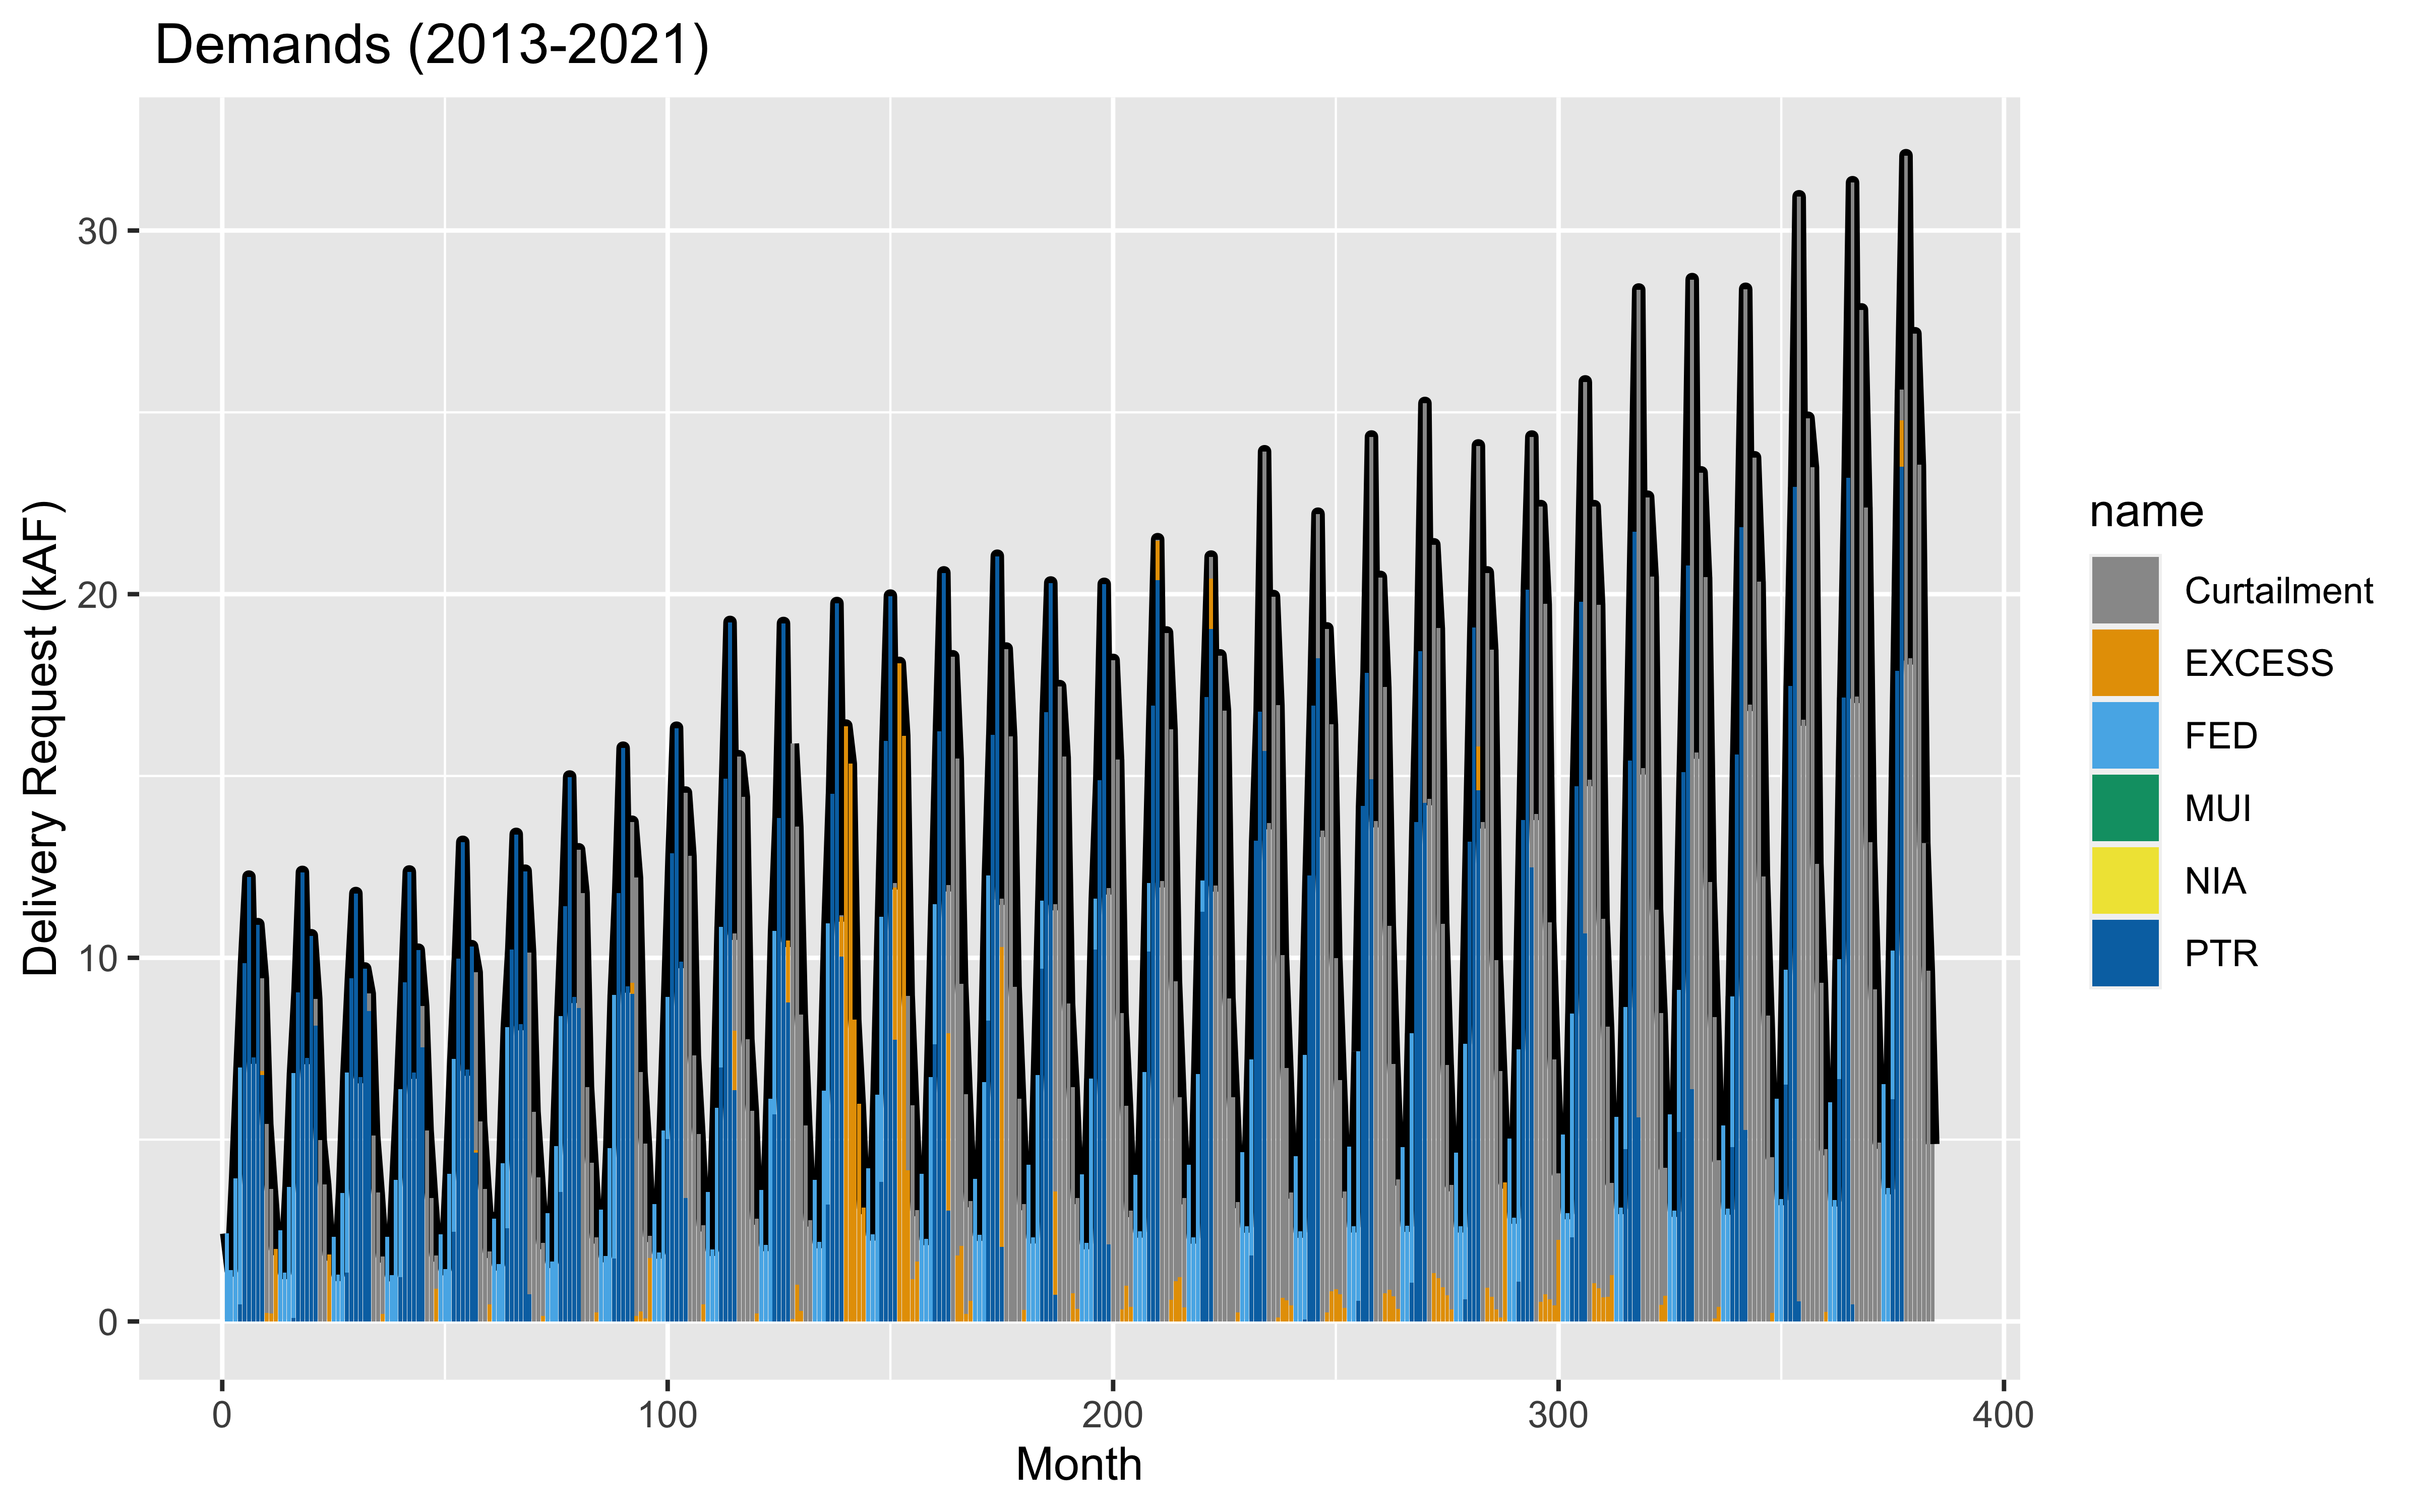 Demands (2013-2021)
Delivery Request (kAF)
30
20
10
0
0 100 200 300 400
Month
name
Curtailment
EXCESS
FED
MUI
NIA
PTR